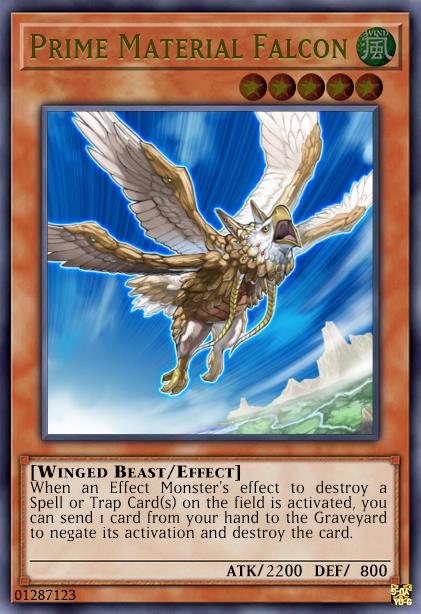 Prime Material Falcon
WIND
風
[Winged Beast/Effect]
When an Effect Monster's effect to destroy a
Spell or Trap Card(s) on the field is activated, you
can send 1 card from your hand to the Graveyard
to negate its activation and destroy the card.
ATK/2200 DEF/ 800
01287123